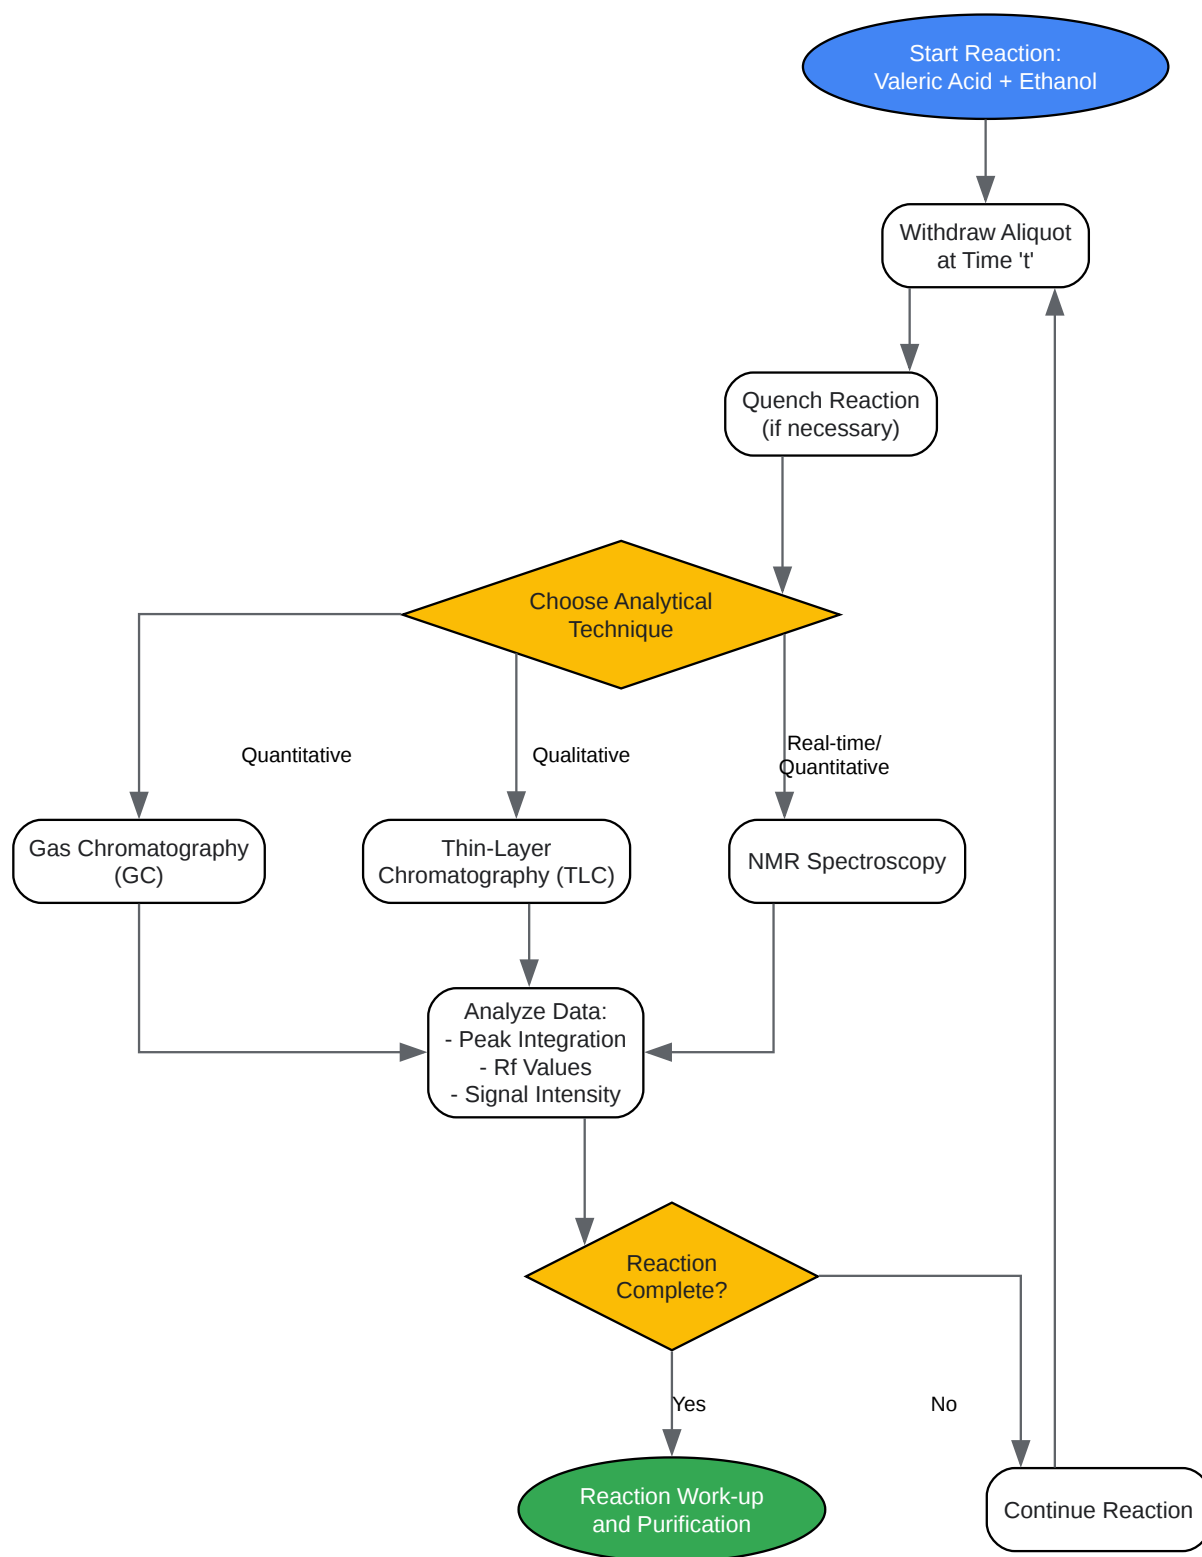 Start Reaction:
Valeric Acid + Ethanol
Withdraw Aliquot
at Time 't'
Quench Reaction
(if necessary)
Choose Analytical
Technique
Quantitative
Qualitative
Real-time/
Quantitative
Gas Chromatography
(GC)
Thin-Layer
Chromatography (TLC)
NMR Spectroscopy
Analyze Data:
- Peak Integration
- Rf Values
- Signal Intensity
Reaction
Complete?
Yes
No
Reaction Work-up
and Purification
Continue Reaction